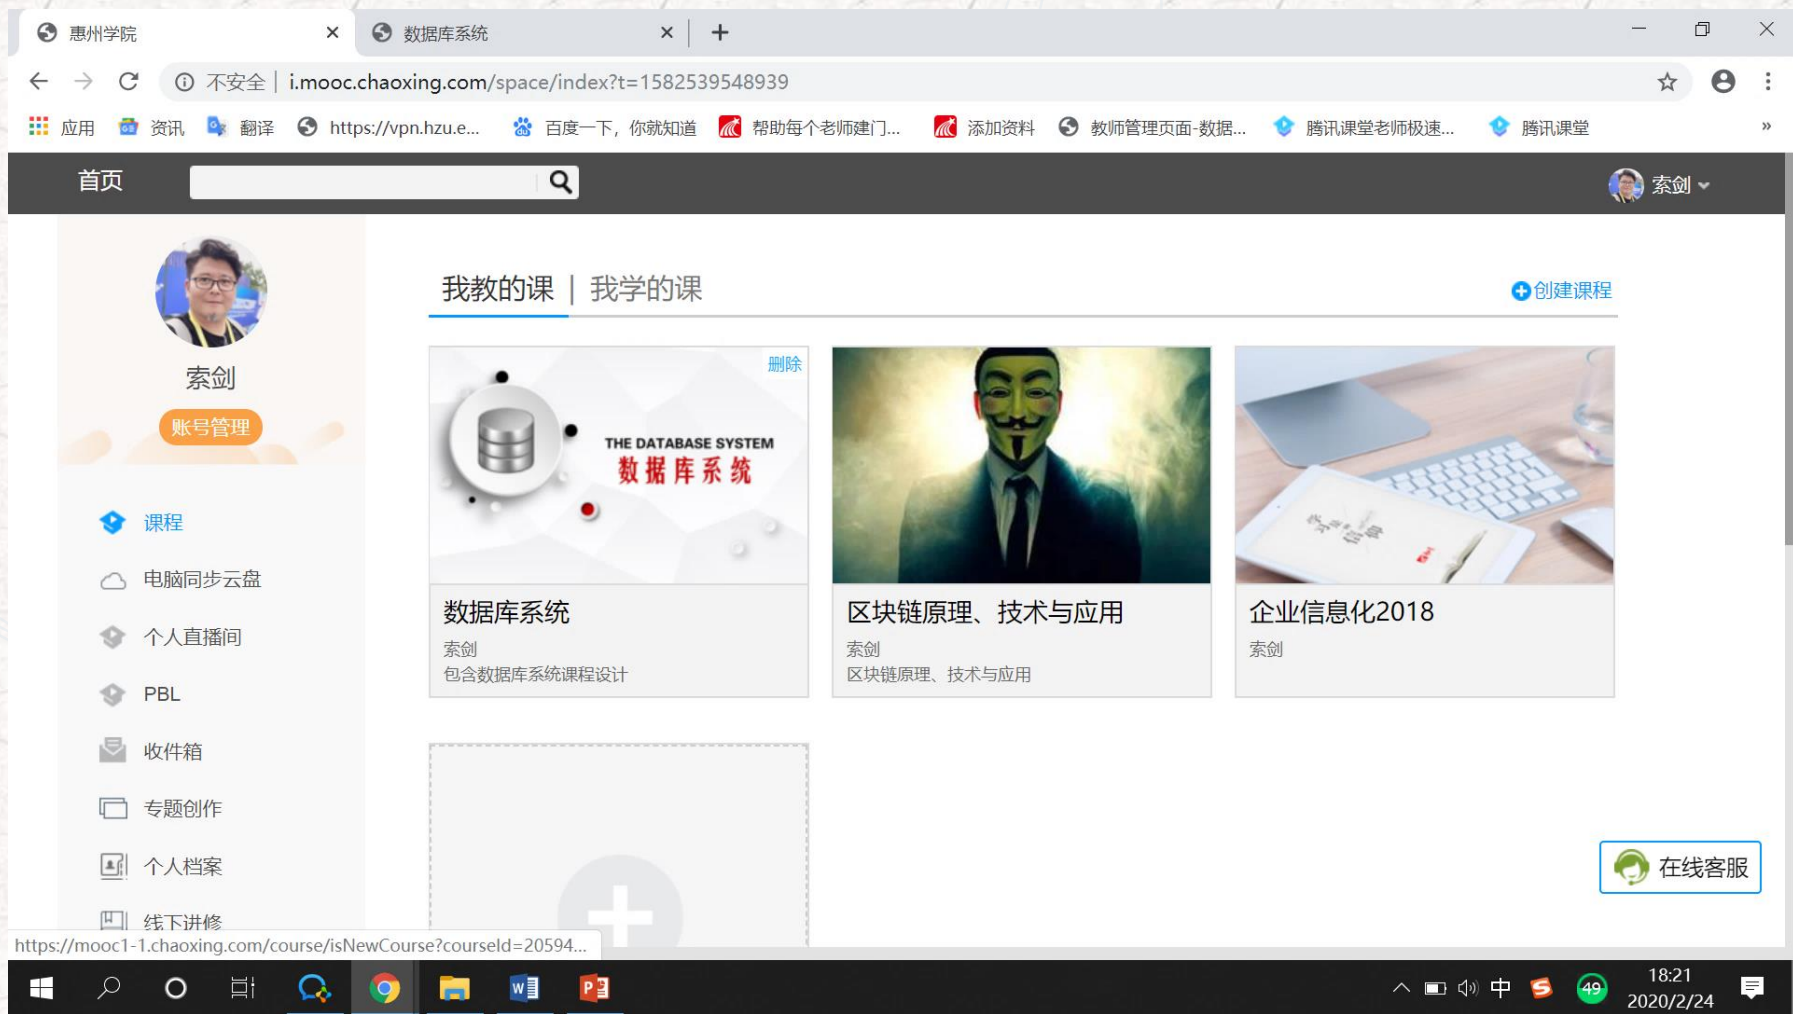 惠州学院
数据库系统
不安全 | i.mooc.chaoxing.com/space/index?t=1582539548939
应用 资讯 翻译 https://vpn.hzu.e... 百度一下，你就知道 帮助每个老师建门... 添加资料 教师管理页面-数据... 腾讯课堂老师极速... 腾讯课堂 »
首页
索剑
索剑
账号管理
课程
电脑同步云盘
个人直播间
PBL
收件箱
专题创作
个人档案
线下进修
我教的课 | 我学的课
创建课程
删除
THE DATABASE SYSTEM
数据库系统
数据库系统
索剑
包含数据库系统课程设计
区块链原理、技术与应用
索剑
区块链原理、技术与应用
企业信息化2018
索剑
在线客服
https://mooc1-1.chaoxing.com/course/isNewCourse?courseId=20594...
中
49
18:21
2020/2/24